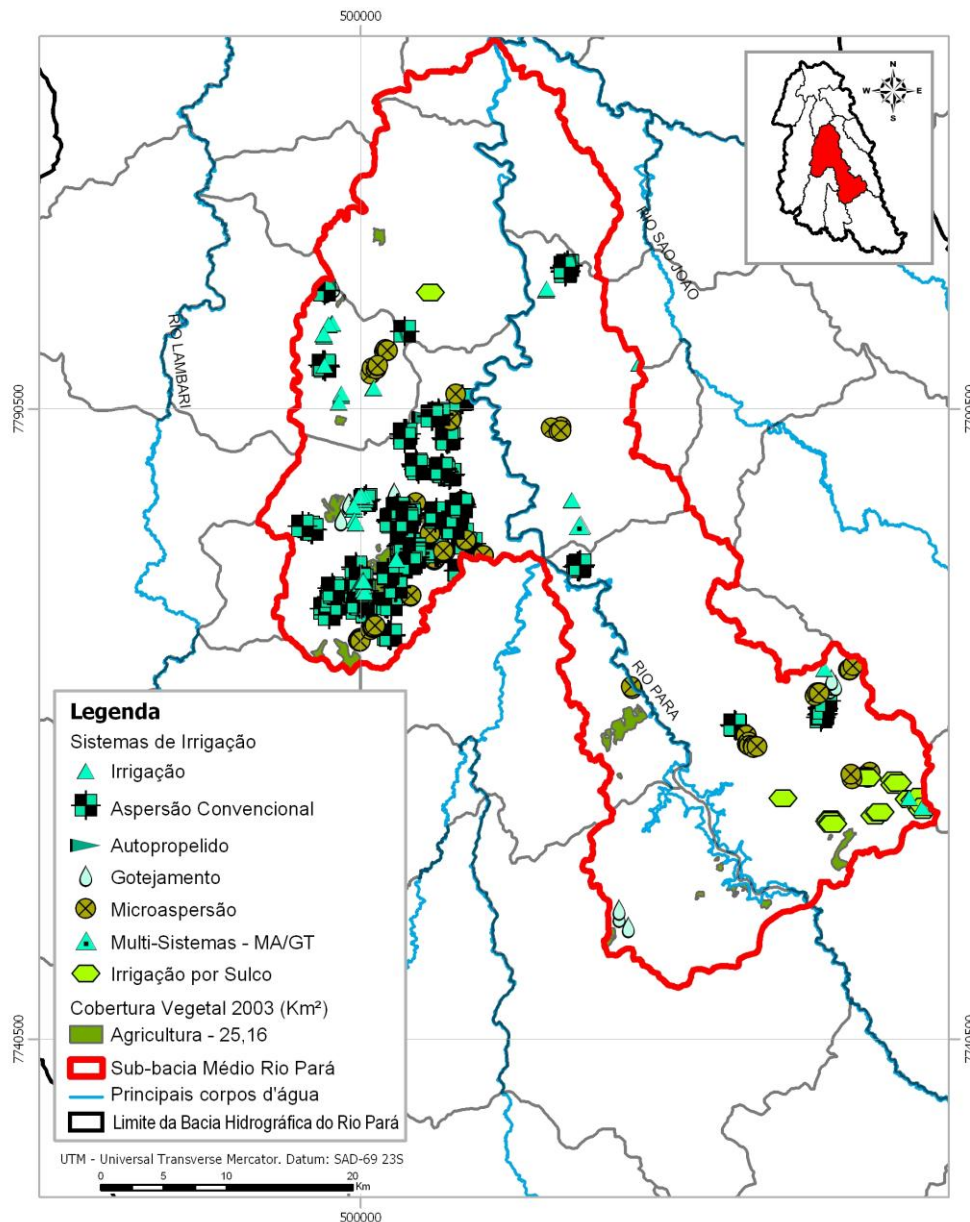 500000
N
W E
S
RIO SAO JOAO
RIO LAMBARI
7790500
7790500
RIO PARA
Legenda
Sistemas de Irrigação
Irrigação
Aspersão Convencional
Autopropelido
Gotejamento
Microaspersão
Multi-Sistemas - MA/GT
Irrigação por Sulco
Cobertura Vegetal 2003 (Km²)
Agricultura - 25,16
Sub-bacia Médio Rio Pará
Principais corpos d'água
Limite da Bacia Hidrográfica do Rio Pará
7740500
7740500
UTM - Universal Transverse Mercator. Datum: SAD-69 23S
0 5 10 20
Km
500000